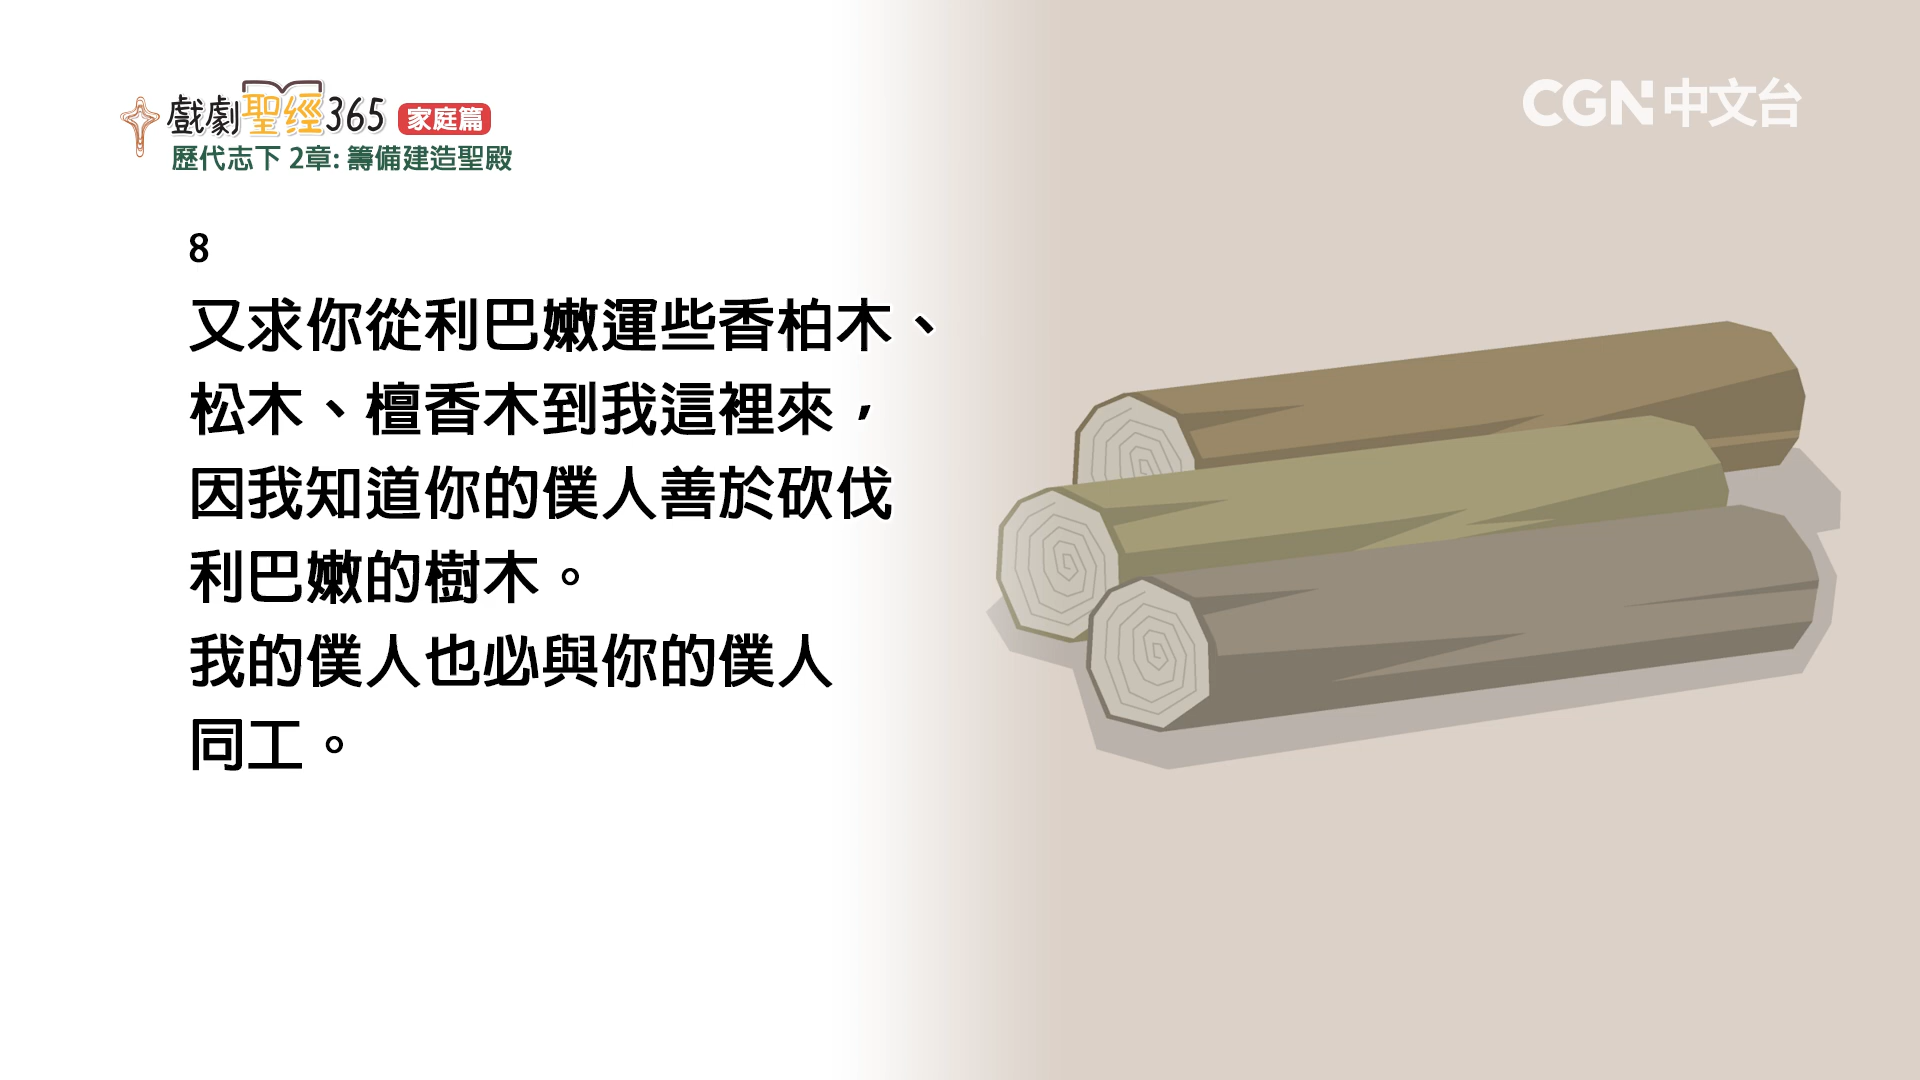 戲劇聖經365 家庭篇
CGN中文台
歷代志下 2章: 籌備建造聖殿
8
又求你從利巴嫩運些香柏木、
松木、檀香木到我這裡來，
因我知道你的僕人善於砍伐
利巴嫩的樹木。
我的僕人也必與你的僕人
同工。